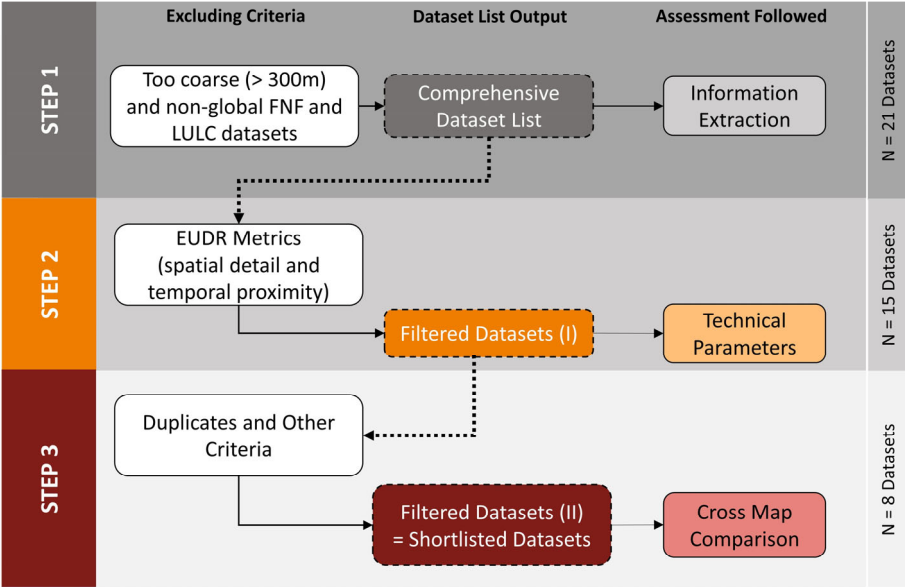 Excluding Criteria
Dataset List Output
Assessment Followed
STEP 1
Too coarse (> 300m)
and non-global FNF and
LULC datasets
Comprehensive
Dataset List
Information
Extraction
N = 21 Datasets
STEP 2
EUDR Metrics
(spatial detail and
temporal proximity)
Filtered Datasets (I)
Technical
Parameters
N = 15 Datasets
STEP 3
Duplicates and Other
Criteria
Filtered Datasets (II)
= Shortlisted Datasets
Cross Map
Comparison
N = 8 Datasets